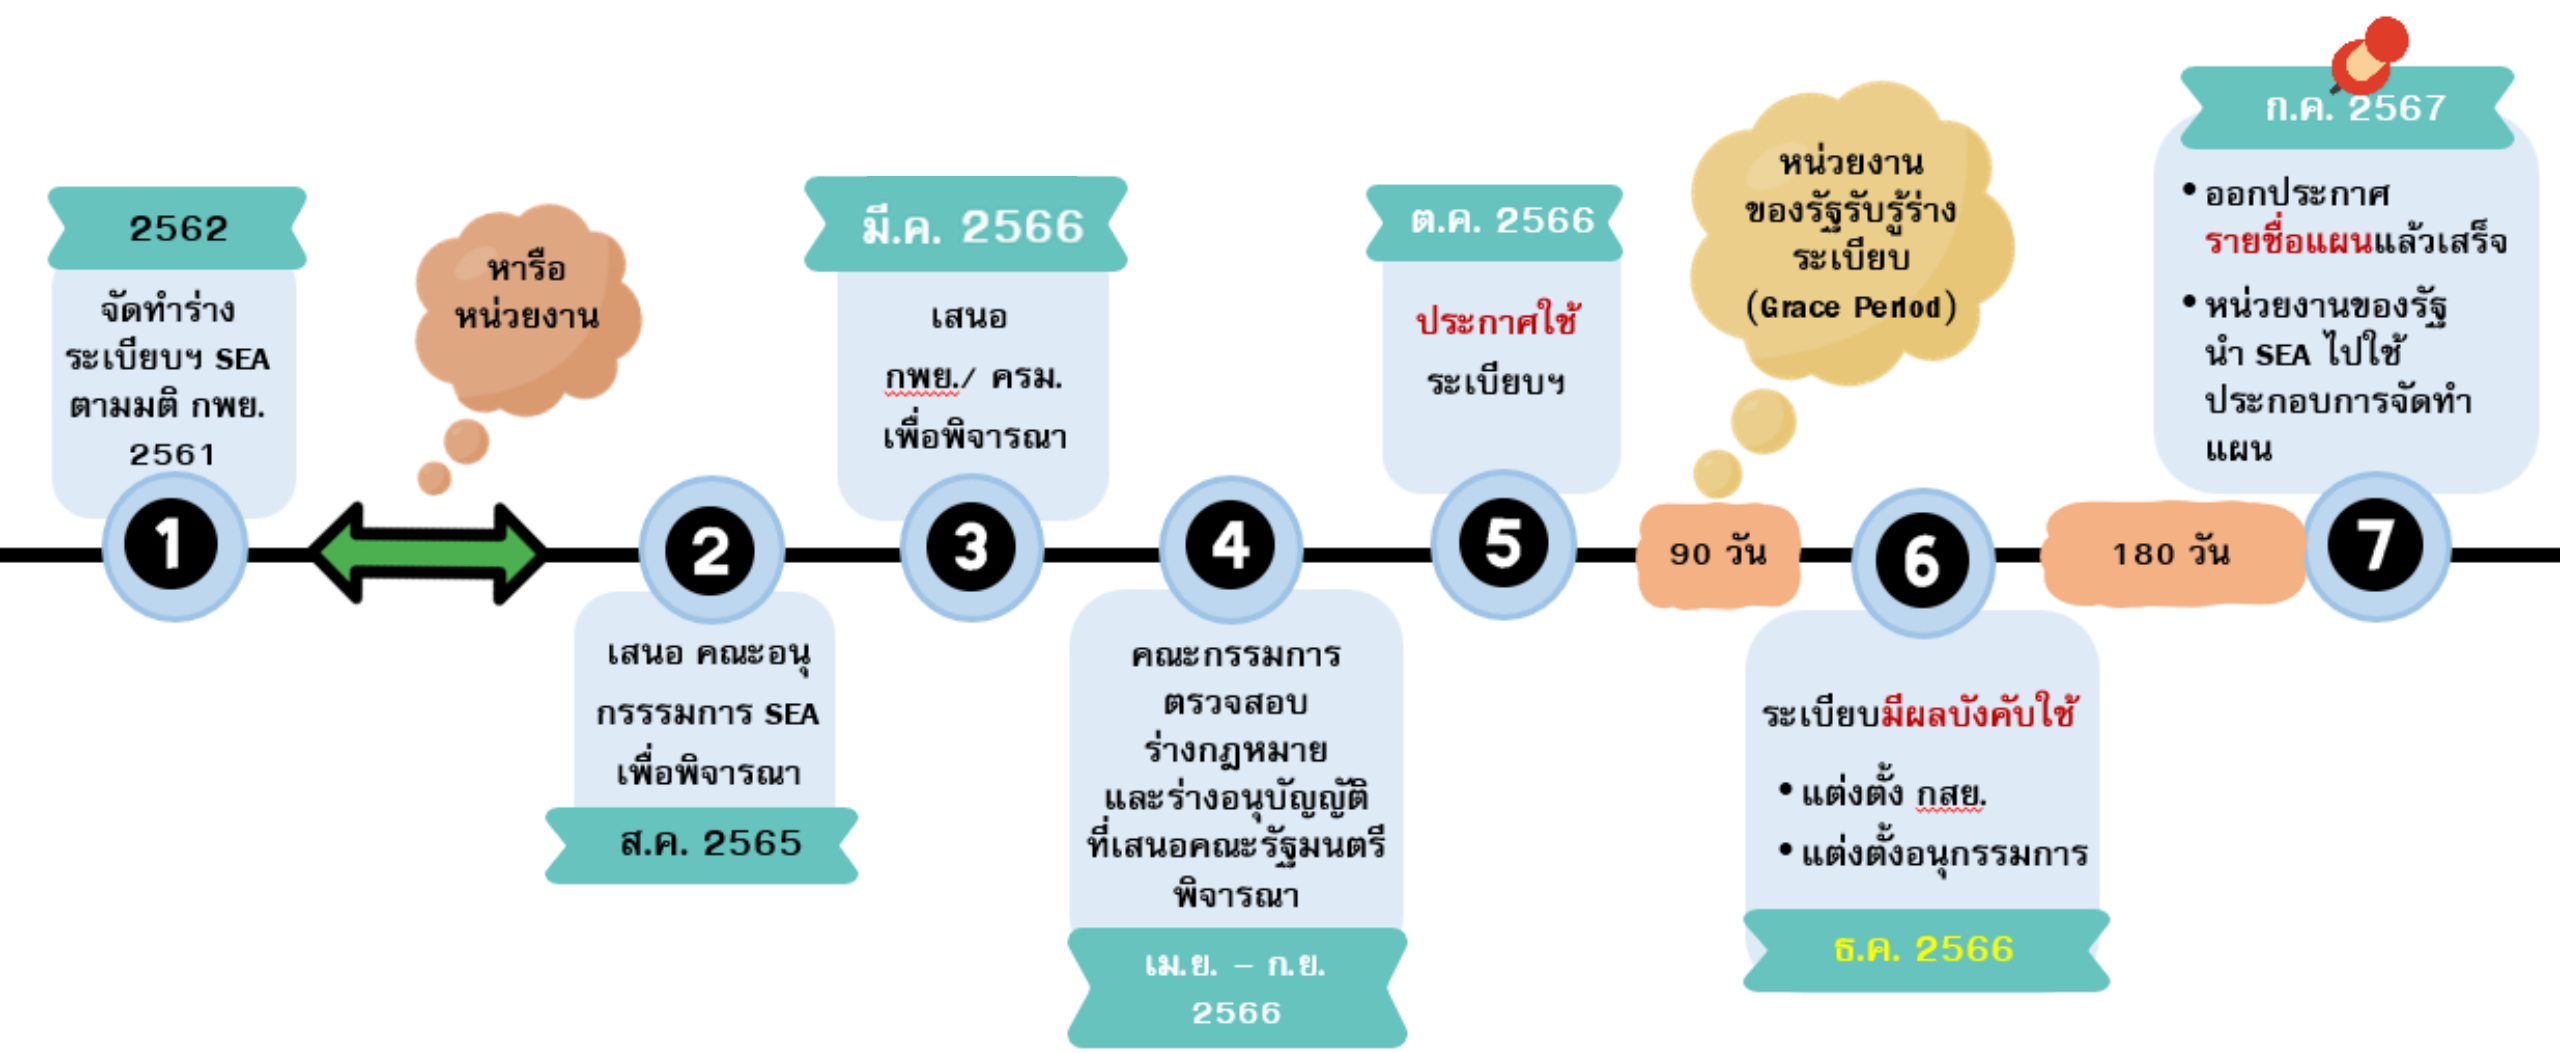 2562
จัดทำร่าง
ระเบียบฯ SEA
ตามมติ กพย.
2561
1
หารือ
หน่วยงาน
2
เสนอ คณะอนุ
กรรรมการ SEA
เพื่อพิจารณา
ส.ค. 2565
มี.ค. 2566
เสนอ
กพย./ ครม.
เพื่อพิจารณา
3
4
คณะกรรมการ
ตรวจสอบ
ร่างกฎหมาย
และร่างอนุบัญญัติ
ที่เสนอคณะรัฐมนตรี
พิจารณา
เม.ย. – ก.ย.
2566
ต.ค. 2566
ประกาศใช้
ระเบียบฯ
5
หน่วยงาน
ของรัฐรับรู้ร่าง
ระเบียบ
(Grace Period)
90 วัน
6
ระเบียบมีผลบังคับใช้
• แต่งตั้ง กสย.
• แต่งตั้งอนุกรรมการ
ธ.ค. 2566
180 วัน
ก.ค. 2567
• ออกประกาศ
รายชื่อแผนแล้วเสร็จ
• หน่วยงานของรัฐ
นำ SEA ไปใช้
ประกอบการจัดทำ
แผน
7